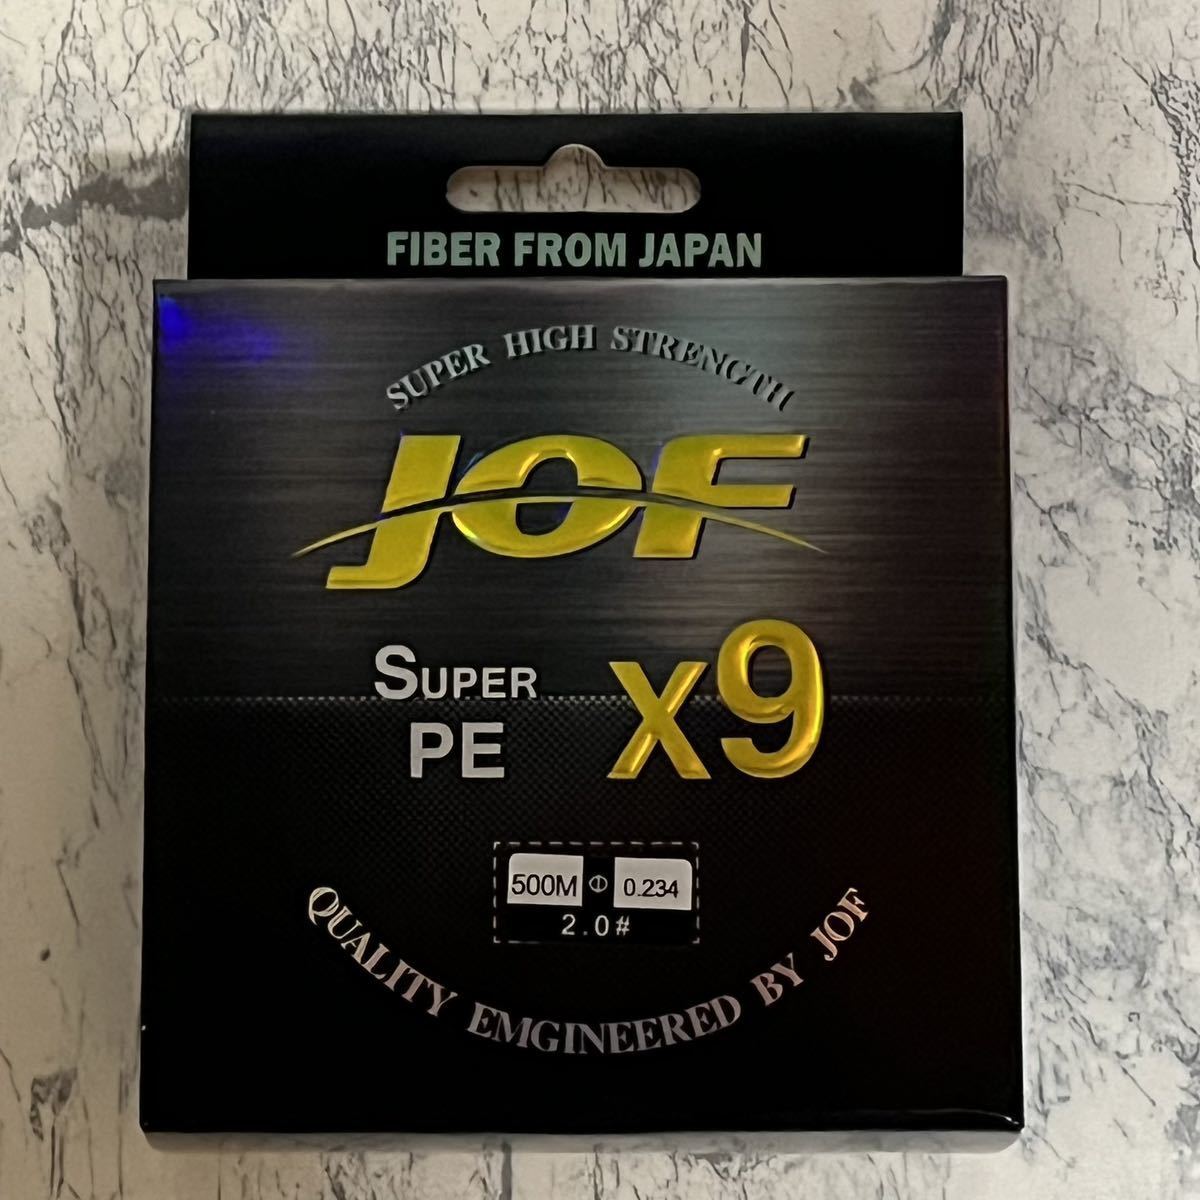 FIBER FROM JAPAN
SUPER HIGH STRENGTH
JOF
SUPER
PE
X9
500M Φ 0.234
2.0#
QUALITY EMGINEERED BY JOF